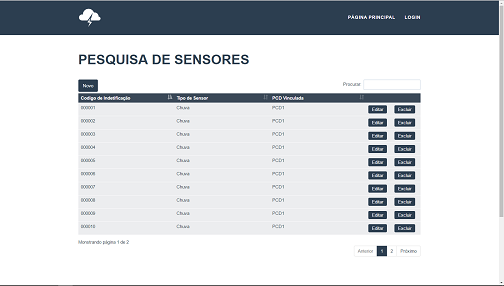 PÁGINA PRINCIPAL LOGIN
PESQUISA DE SENSORES
Novo Procurar
Codigo de Indetificação Tipo de Sensor PCD Vinculada
000001 Chuva PCD1 Editar Excluir
000002 Chuva PCD1 Editar Excluir
000003 Chuva PCD1 Editar Excluir
000004 Chuva PCD1 Editar Excluir
000005 Chuva PCD1 Editar Excluir
000006 Chuva PCD1 Editar Excluir
000007 Chuva PCD1 Editar Excluir
000008 Chuva PCD1 Editar Excluir
000009 Chuva PCD1 Editar Excluir
000010 Chuva PCD1 Editar Excluir
Monstrando página 1 de 2
Anterior 1 2 Próximo